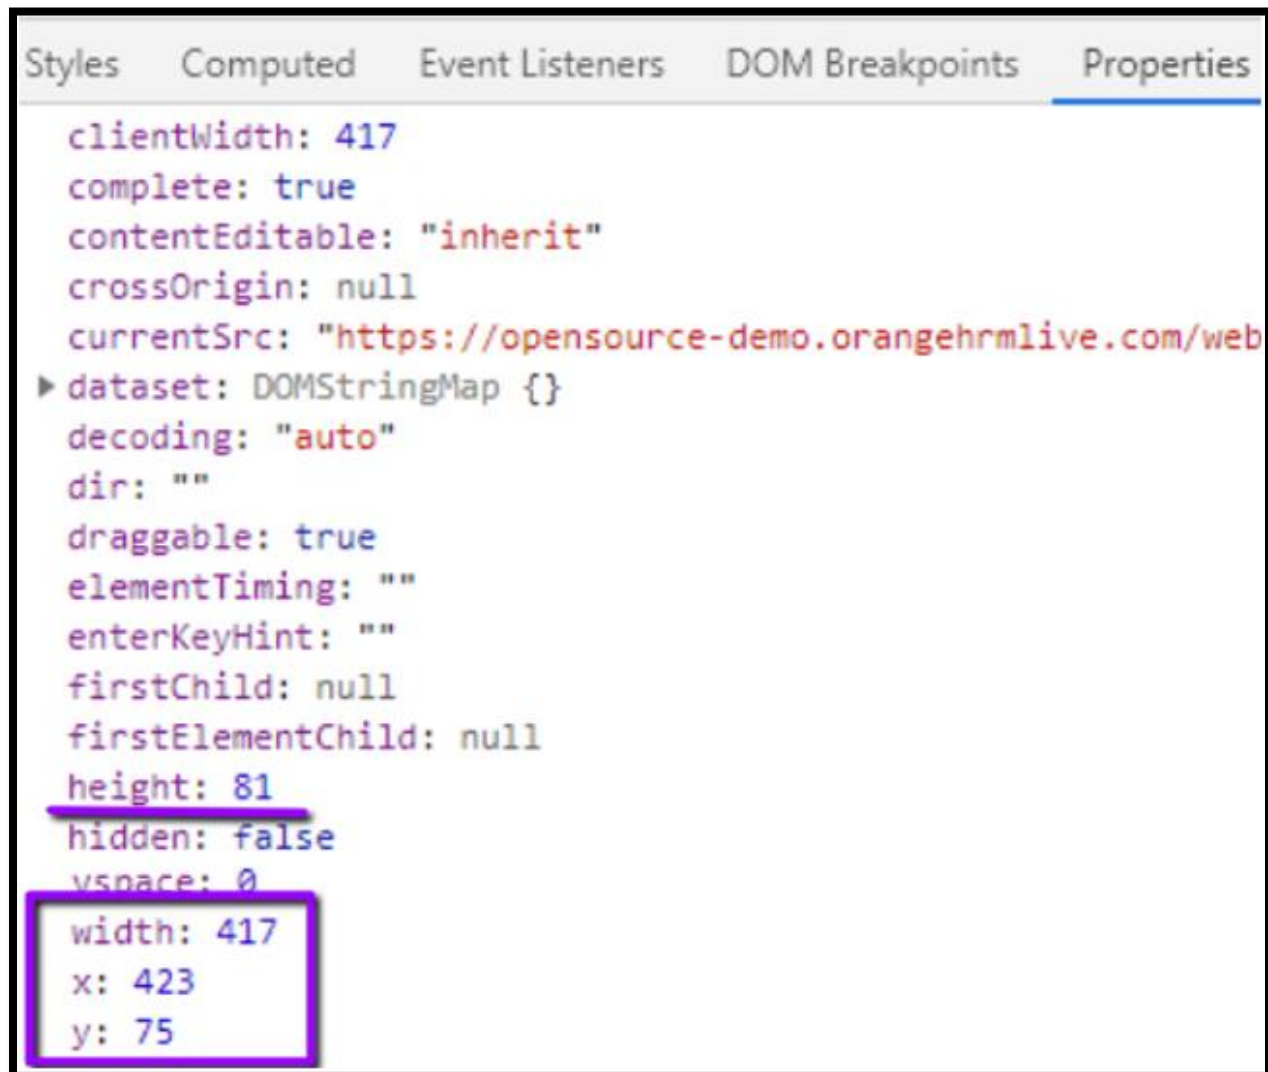 Styles Computed Event Listeners DOM Breakpoints Properties
clientWidth: 417
complete: true
contentEditable: "inherit"
crossOrigin: null
currentSrc: "https://opensource-demo.orangehrmlive.com/web
▶ dataset: DOMStringMap {}
decoding: "auto"
dir: ""
draggable: true
elementTiming: ""
enterKeyHint: ""
firstChild: null
firstElementChild: null
height: 81
hidden: false
vspace: 0
width: 417
x: 423
y: 75